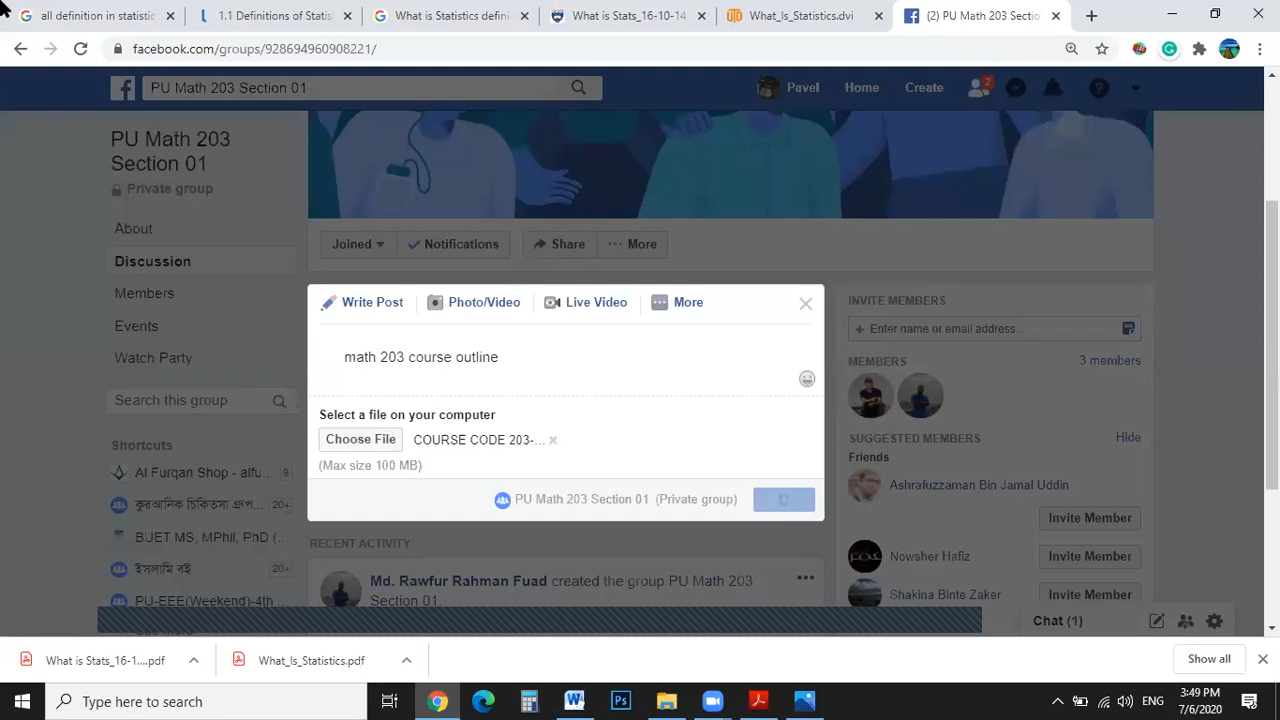 all definition in statistic
1.1 Definitions of Statis
What is Statistics defini
What is Stats_16-10-14
What_Is_Statistics.dvi
(2) PU Math 203 Sectio
facebook.com/groups/928694960908221/
PU Math 203 Section 01
Pavel
Home
Create
2
PU Math 203
Section 01
Private group
About
Discussion
Members
Events
Watch Party
Search this group
Shortcuts
Al Furqan Shop - alfu... 9
কুরআনিক চিকিৎসা গ্রুপ... 20+
BUET MS, MPhil, PhD (...
ইসলামি বই 20+
PU-EEE(Weekend)-4th
Joined
Notifications
Share
More
Write Post
Photo/Video
Live Video
More
math 203 course outline
Select a file on your computer
Choose File COURSE CODE 203-...
(Max size 100 MB)
PU Math 203 Section 01 (Private group)
RECENT ACTIVITY
Md. Rawfur Rahman Fuad created the group PU Math 203
Section 01.
INVITE MEMBERS
Enter name or email address...
MEMBERS 3 members
SUGGESTED MEMBERS Hide
Friends
Ashrafuzzaman Bin Jamal Uddin
Invite Member
Nowsher Hafiz
Invite Member
Shakina Binte Zaker
Invite Member
Chat (1)
What is Stats_16-1....pdf
What_Is_Statistics.pdf
Show all
Type here to search
ENG
3:49 PM
7/6/2020